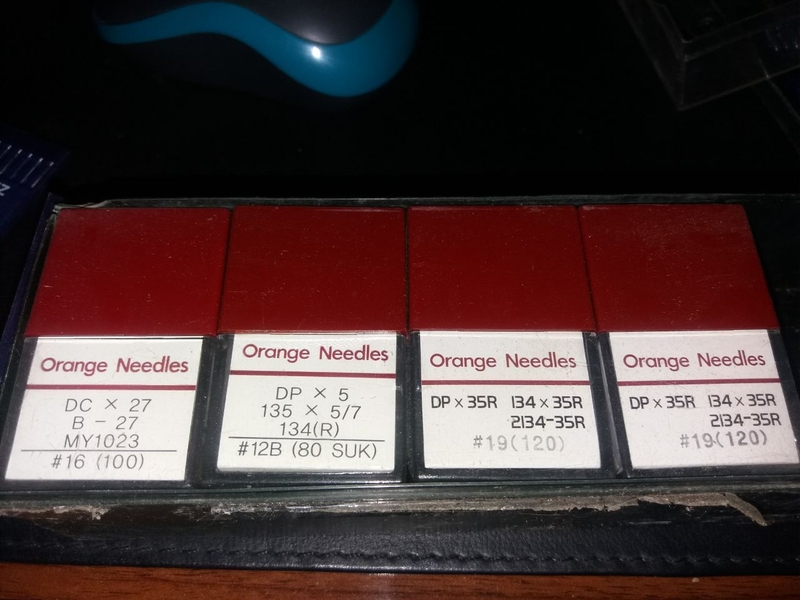 Orange Needles
DC × 27
B - 27
MY1023
#16 (100)
Orange Needles
DP × 5
135 × 5/7
134(R)
#12B (80 SUK)
Orange Needles
DP × 35R 134 × 35R
2134-35R
#19(120)
Orange Needles
DP × 35R 134 × 35R
2134-35R
#19(120)